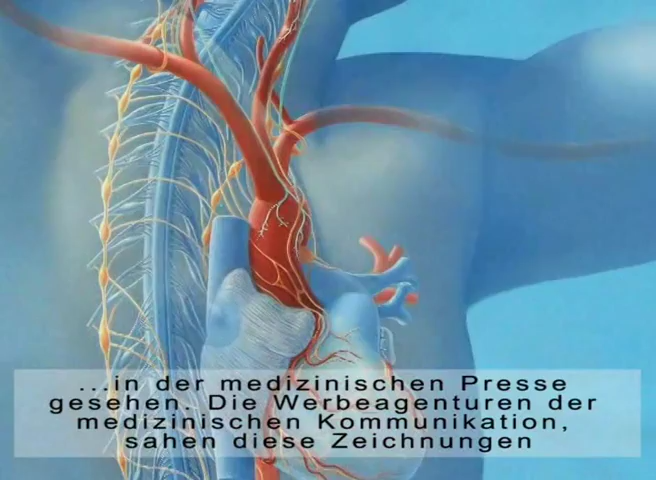 ...in der medizinischen Presse
gesehen. Die Werbeagenturen der
medizinischen Kommunikation,
sahen diese Zeichnungen